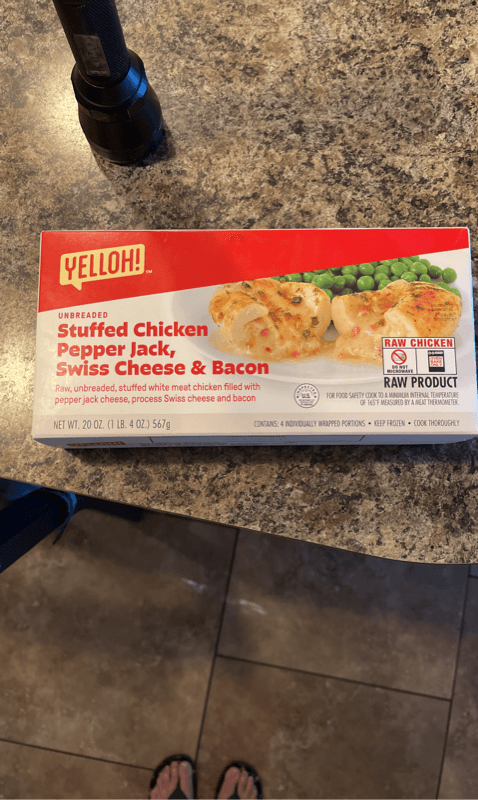 YELLOH!
UNBREADED
Stuffed Chicken
Pepper Jack,
Swiss Cheese & Bacon
Raw, unbreaded, stuffed white meat chicken filled with
pepper jack cheese, process Swiss cheese and bacon
RAW CHICKEN
DO NOT
MICROWAVE
RAW PRODUCT
FOR FOOD SAFETY COOK TO A MINIMUM INTERNAL TEMPERATURE
OF 165°F MEASURED BY A MEAT THERMOMETER.
NET WT. 20 OZ. (1 LB. 4 OZ.) 567g
CONTAINS: 4 INDIVIDUALLY WRAPPED PORTIONS • KEEP FROZEN • COOK THOROUGHLY